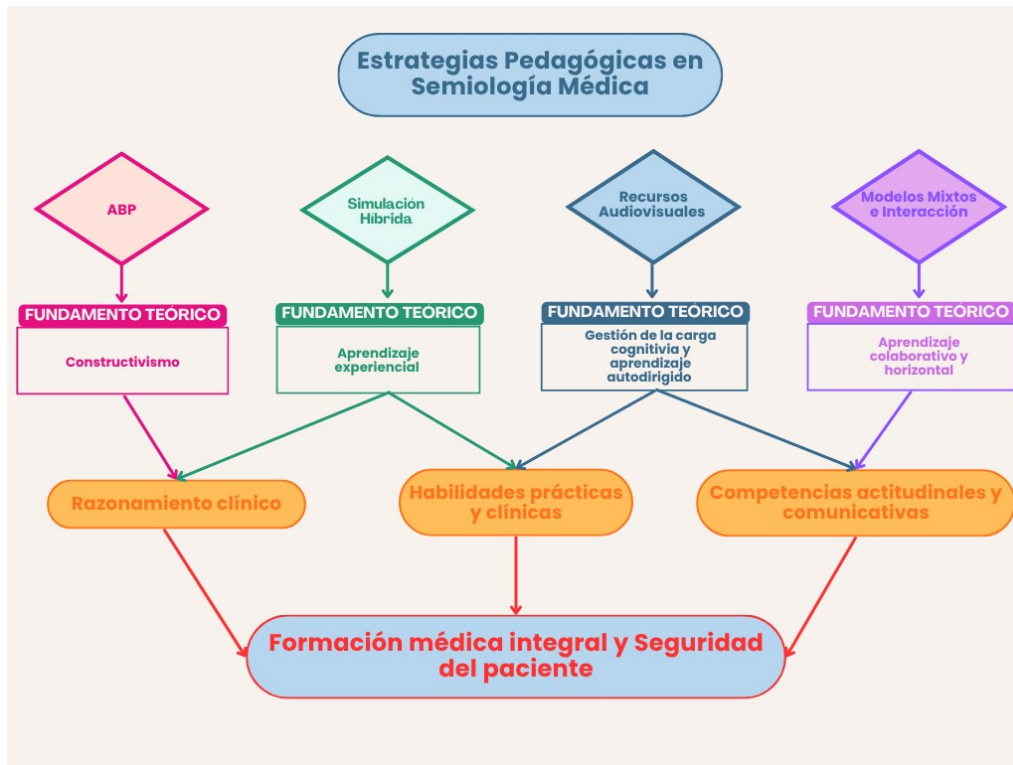 Estrategias Pedagógicas en
Semiología Médica
ABP
Simulación
Híbrida
Recursos
Audiovisuales
Modelos Mixtos
e Interacción
FUNDAMENTO TEÓRICO
Constructivismo
FUNDAMENTO TEÓRICO
Aprendizaje
experiencial
FUNDAMENTO TEÓRICO
Gestión de la carga
cognitivia y
aprendizaje
autodirigido
FUNDAMENTO TEÓRICO
Aprendizaje
colaborativo y
horizontal
Razonamiento clínico
Habilidades prácticas
y clínicas
Competencias actitudinales y
comunicativas
Formación médica integral y Seguridad
del paciente